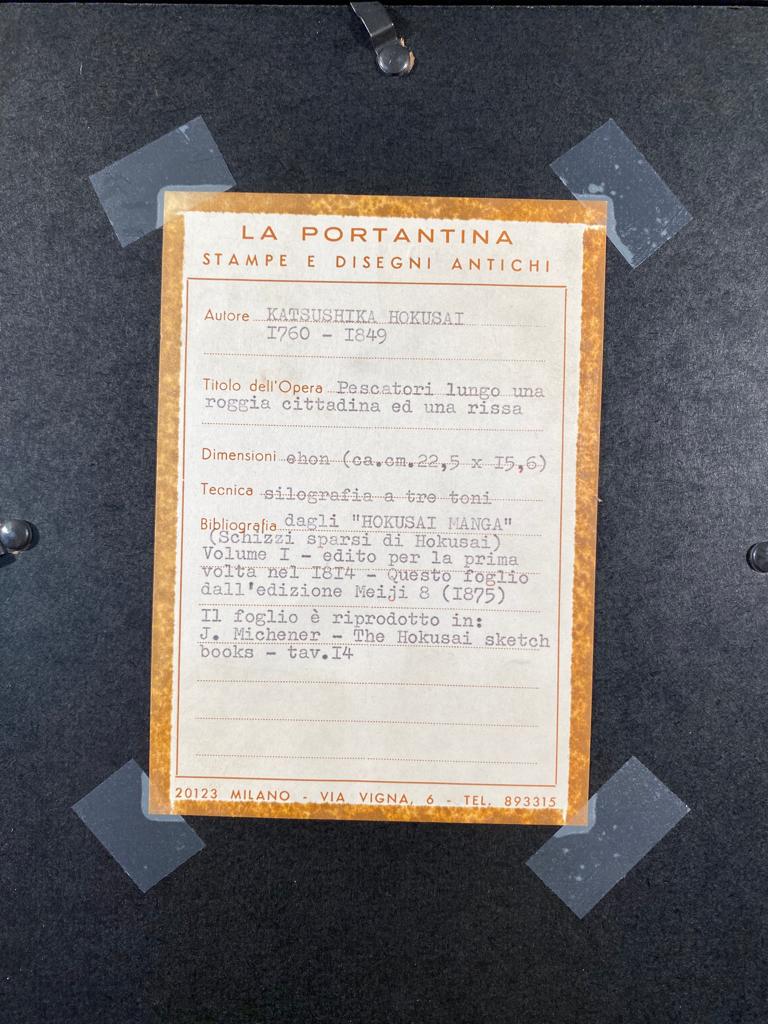 LA PORTANTINA
STAMPE E DISEGNI ANTICHI
Autore KATSUSHIKA HOKUSAI
I760 - I849
Titolo dell'Opera Pescatori lungo una
roggia cittadina ed una rissa
Dimensioni ehon (ca.cm.22,5 x I5,6)
Tecnica silografia a tre toni
Bibliografia dagli "HOKUSAI MANGA"
(Schizzi sparsi di Hokusai)
Volume I - edito per la prima
volta nel I8I4 - Questo foglio
dall'edizione Meiji 8 (I875)
Il foglio è riprodotto in:
J. Michener - The Hokusai sketch
books - tav.I4
20123 MILANO - VIA VIGNA, 6 - TEL. 893315